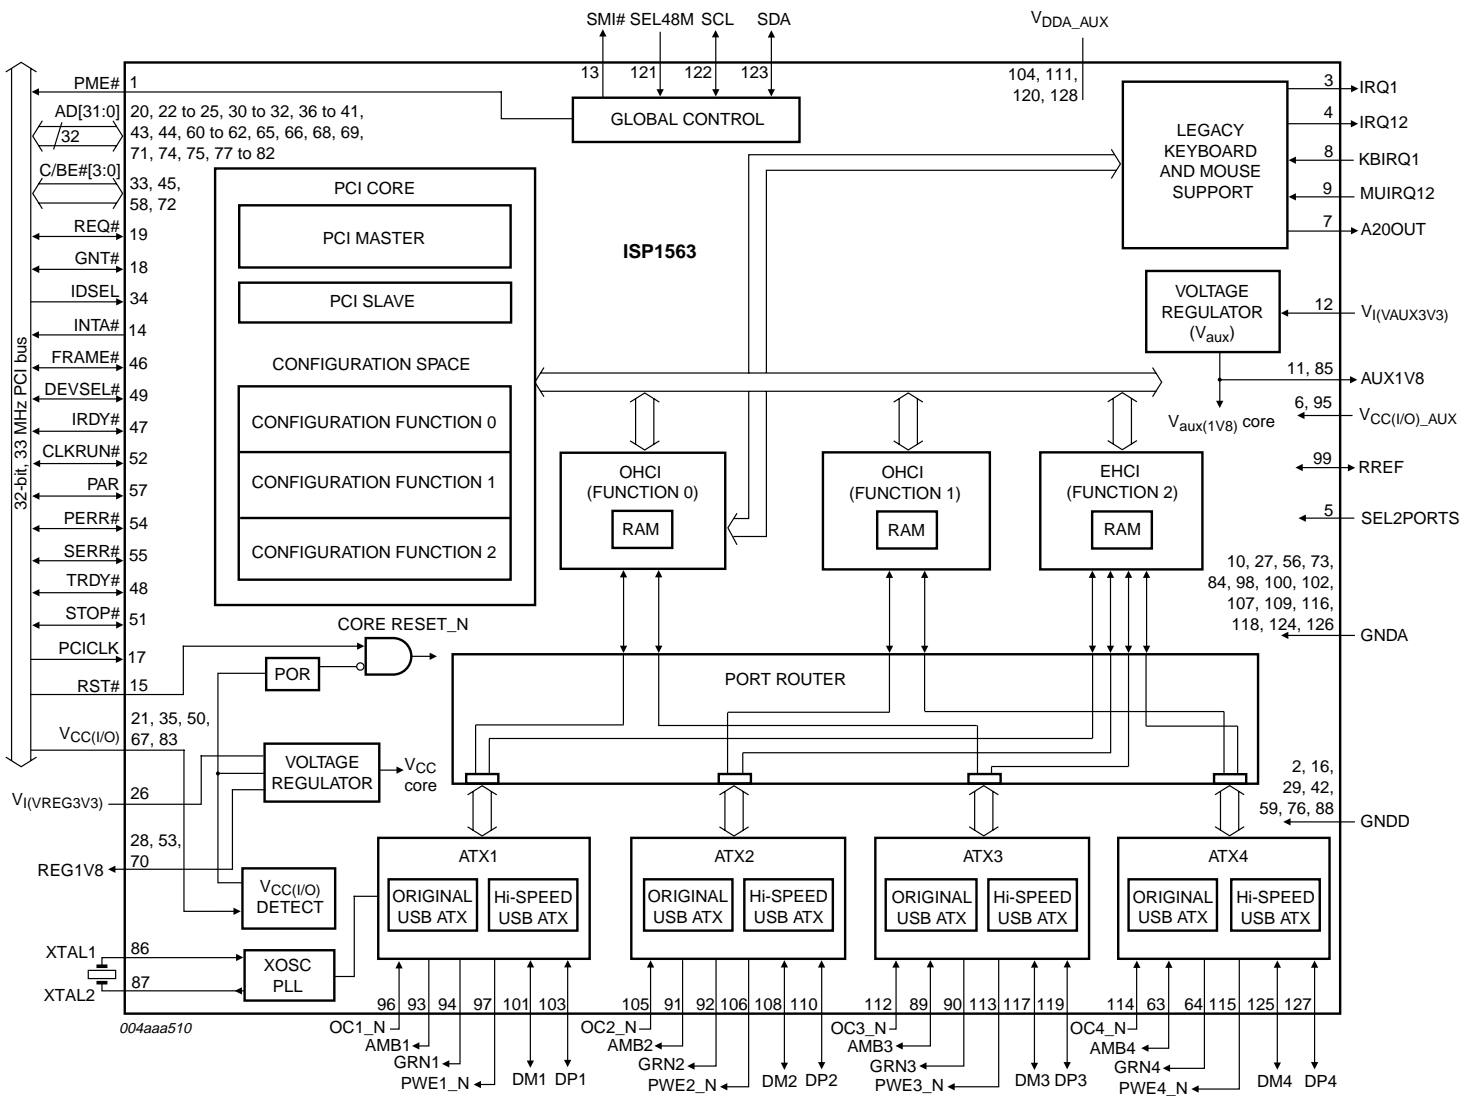 SMI# SEL48M SCL SDA
VDDA_AUX
13 121 122 123
104, 111,
120, 128
GLOBAL CONTROL
32-bit, 33 MHz PCI bus
PME# 1
AD[31:0] 20, 22 to 25, 30 to 32, 36 to 41,
32 43, 44, 60 to 62, 65, 66, 68, 69,
71, 74, 75, 77 to 82
C/BE#[3:0] 33, 45,
58, 72
REQ# 19
GNT# 18
IDSEL 34
INTA# 14
FRAME# 46
DEVSEL# 49
IRDY# 47
CLKRUN# 52
PAR 57
PERR# 54
SERR# 55
TRDY# 48
STOP# 51
PCICLK 17
RST# 15
VCC(I/O) 21, 35, 50,
67, 83
VI(VREG3V3) 26
REG1V8 28, 53,
70
XTAL1 86
XTAL2 87
004aaa510
PCI CORE
PCI MASTER
PCI SLAVE
CONFIGURATION SPACE
CONFIGURATION FUNCTION 0
CONFIGURATION FUNCTION 1
CONFIGURATION FUNCTION 2
ISP1563
LEGACY
KEYBOARD
AND MOUSE
SUPPORT
3 IRQ1
4 IRQ12
8 KBIRQ1
9 MUIRQ12
7 A20OUT
VOLTAGE
REGULATOR
(Vaux)
12 VI(VAUX3V3)
11, 85 AUX1V8
Vaux(1V8) core
6, 95 VCC(I/O)_AUX
99 RREF
5 SEL2PORTS
10, 27, 56, 73,
84, 98, 100, 102,
107, 109, 116,
118, 124, 126
GNDA
2, 16,
29, 42,
59, 76, 88
GNDD
OHCI
(FUNCTION 0)
RAM
OHCI
(FUNCTION 1)
RAM
EHCI
(FUNCTION 2)
RAM
CORE RESET_N
POR
PORT ROUTER
VOLTAGE
REGULATOR
VCC
core
VCC(I/O)
DETECT
XOSC
PLL
ATX1
ORIGINAL
USB ATX
Hi-SPEED
USB ATX
ATX2
ORIGINAL
USB ATX
Hi-SPEED
USB ATX
ATX3
ORIGINAL
USB ATX
Hi-SPEED
USB ATX
ATX4
ORIGINAL
USB ATX
Hi-SPEED
USB ATX
96 93 94 97 101 103
OC1_N
AMB1
GRN1
PWE1_N
DM1 DP1
105 91 92 106 108 110
OC2_N
AMB2
GRN2
PWE2_N
DM2 DP2
112 89 90 113 117 119
OC3_N
AMB3
GRN3
PWE3_N
DM3 DP3
114 63 64 115 125 127
OC4_N
AMB4
GRN4
PWE4_N
DM4 DP4